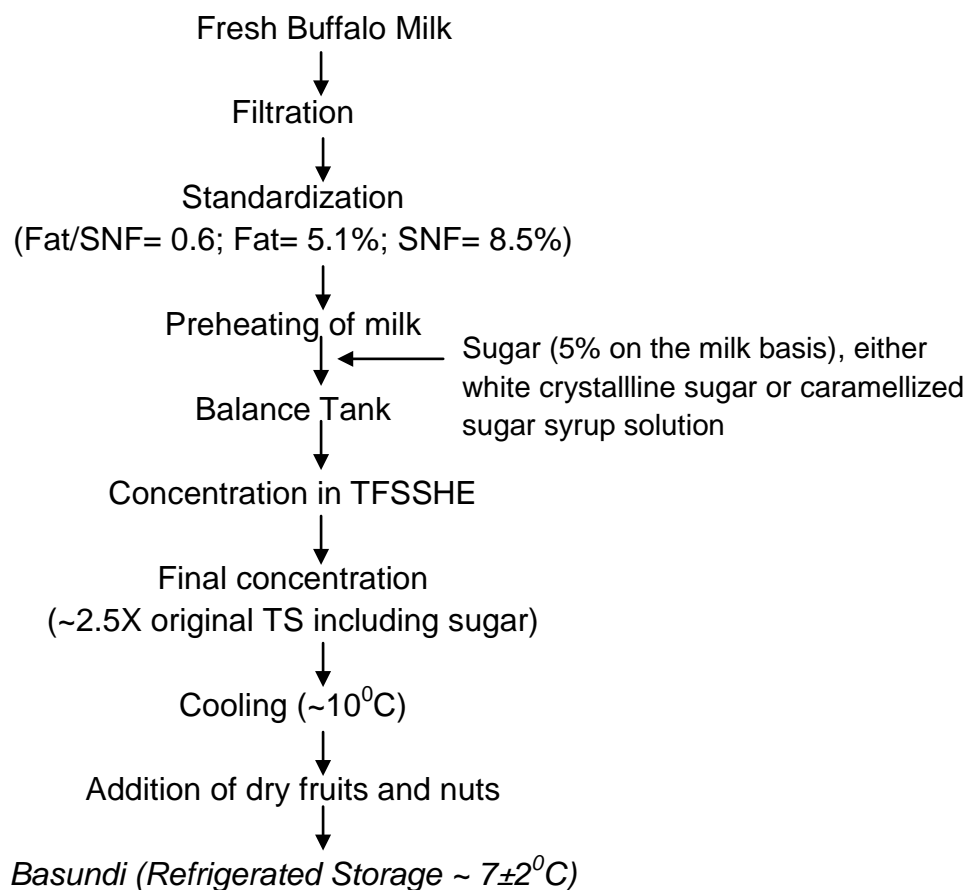 Fresh Buffalo Milk
Filtration
Standardization
(Fat/SNF= 0.6; Fat= 5.1%; SNF= 8.5%)
Preheating of milk
Sugar (5% on the milk basis), either
white crystallline sugar or caramellized
sugar syrup solution
Balance Tank
Concentration in TFSSHE
Final concentration
(~2.5X original TS including sugar)
Cooling (~10⁰C)
Addition of dry fruits and nuts
Basundi (Refrigerated Storage ~ 7±2⁰C)